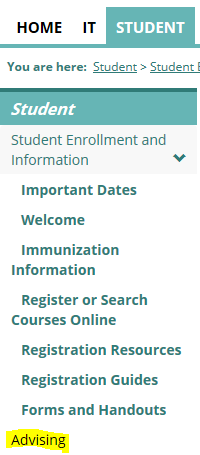 HOME IT STUDENT
You are here: Student > Student
Student
Student Enrollment and
Information
Important Dates
Welcome
Immunization
Information
Register or Search
Courses Online
Registration Resources
Registration Guides
Forms and Handouts
Advising